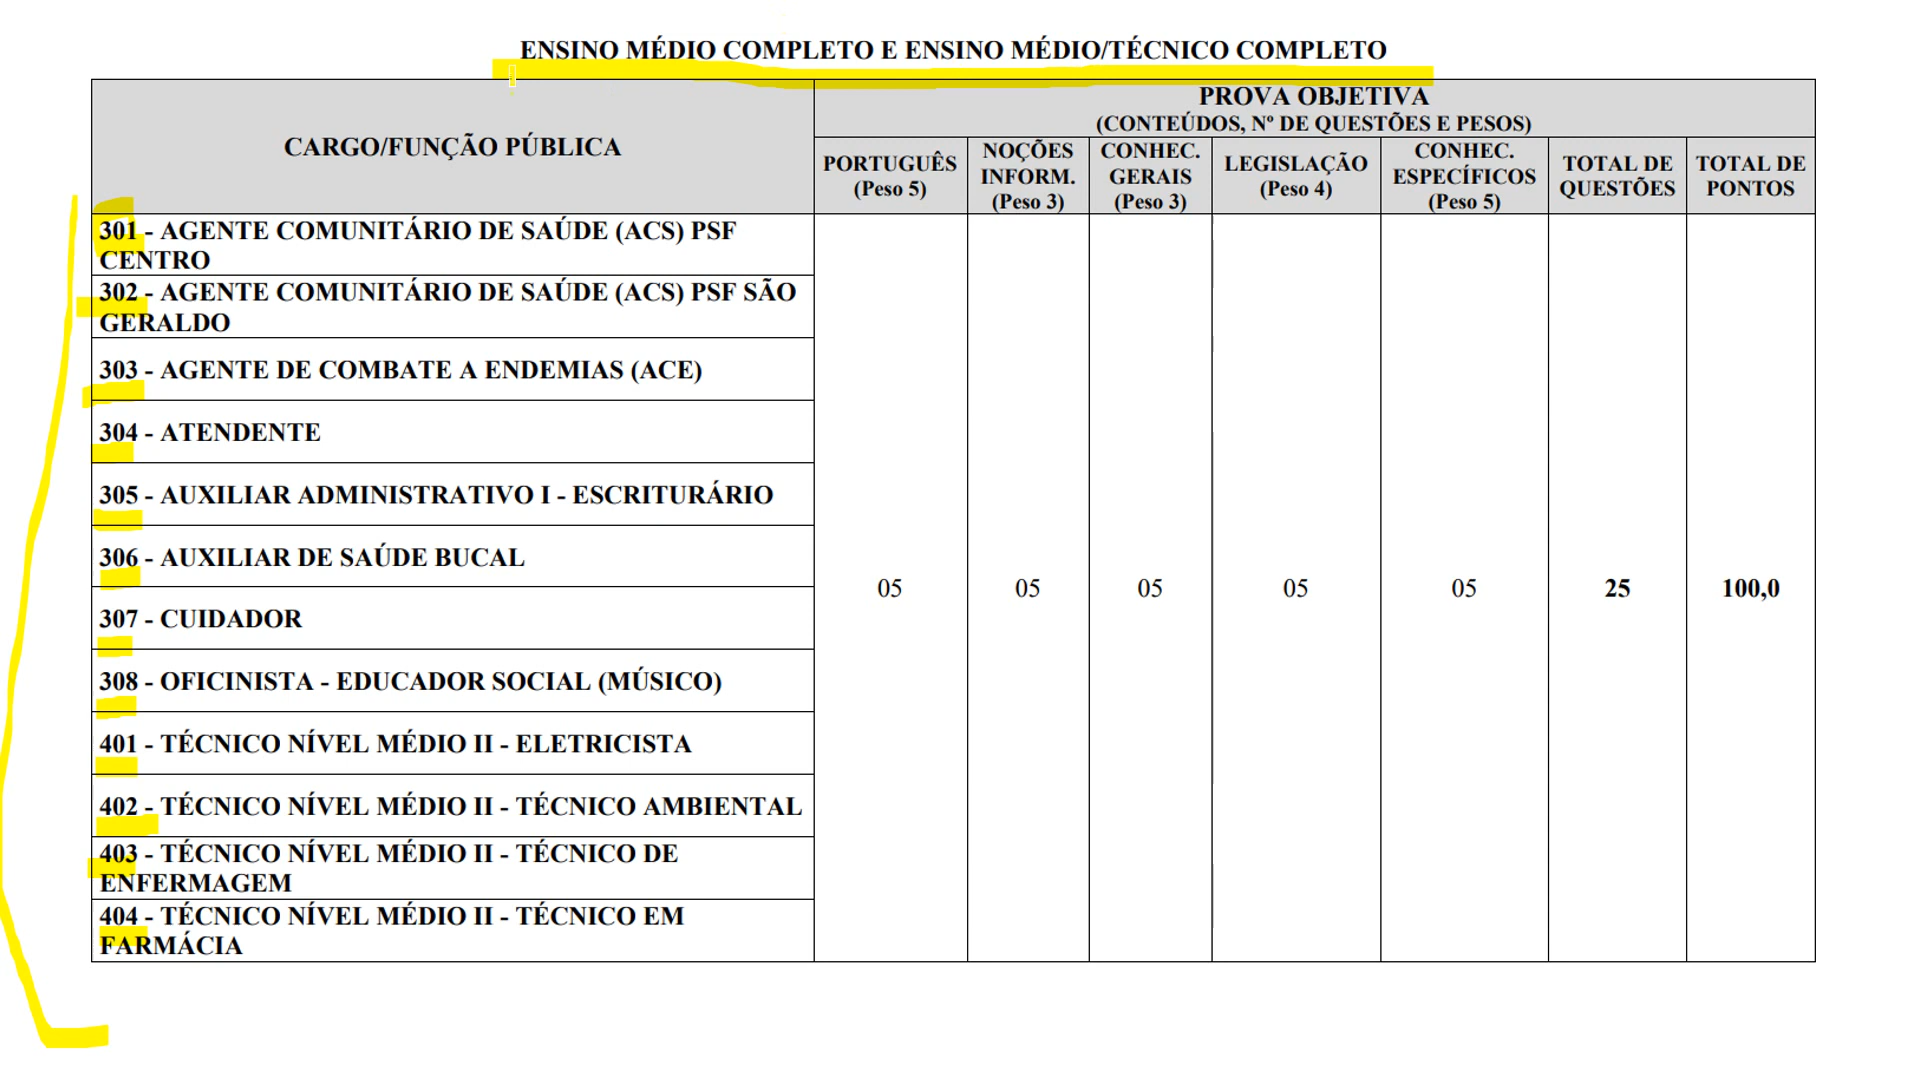 ENSINO MÉDIO COMPLETO E ENSINO MÉDIO/TÉCNICO COMPLETO
CARGO/FUNÇÃO PÚBLICA
PROVA OBJETIVA
(CONTEÚDOS, Nº DE QUESTÕES E PESOS)
PORTUGUÊS
(Peso 5)
NOÇÕES
INFORM.
(Peso 3)
CONHEC.
GERAIS
(Peso 3)
LEGISLAÇÃO
(Peso 4)
CONHEC.
ESPECÍFICOS
(Peso 5)
TOTAL DE
QUESTÕES
TOTAL DE
PONTOS
301 - AGENTE COMUNITÁRIO DE SAÚDE (ACS) PSF
CENTRO
302 - AGENTE COMUNITÁRIO DE SAÚDE (ACS) PSF SÃO
GERALDO
303 - AGENTE DE COMBATE A ENDEMIAS (ACE)
304 - ATENDENTE
305 - AUXILIAR ADMINISTRATIVO I - ESCRITURÁRIO
306 - AUXILIAR DE SAÚDE BUCAL
307 - CUIDADOR
308 - OFICINISTA - EDUCADOR SOCIAL (MÚSICO)
401 - TÉCNICO NÍVEL MÉDIO II - ELETRICISTA
402 - TÉCNICO NÍVEL MÉDIO II - TÉCNICO AMBIENTAL
403 - TÉCNICO NÍVEL MÉDIO II - TÉCNICO DE
ENFERMAGEM
404 - TÉCNICO NÍVEL MÉDIO II - TÉCNICO EM
FARMÁCIA
05 05 05 05 05 25 100,0